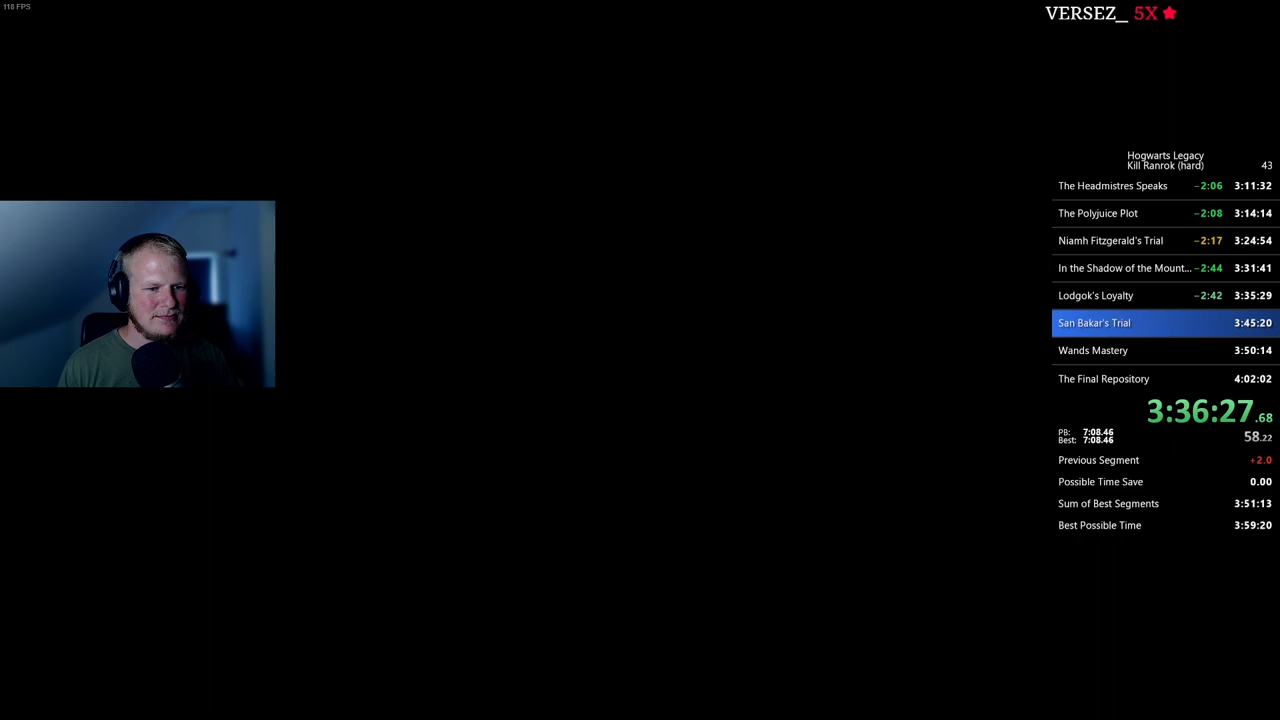 118 FPS
VERSEZ_ 5X
Hogwarts Legacy
Kill Ranrok (hard) 43
The Headmistres Speaks -2:06 3:11:32
The Polyjuice Plot -2:08 3:14:14
Niamh Fitzgerald's Trial -2:17 3:24:54
In the Shadow of the Mount... -2:44 3:31:41
Lodgok's Loyalty -2:42 3:35:29
San Bakar's Trial 3:45:20
Wands Mastery 3:50:14
The Final Repository 4:02:02
3:36:27.68
PB: 7:08.46 58.22
Best: 7:08.46
Previous Segment +2.0
Possible Time Save 0.00
Sum of Best Segments 3:51:13
Best Possible Time 3:59:20